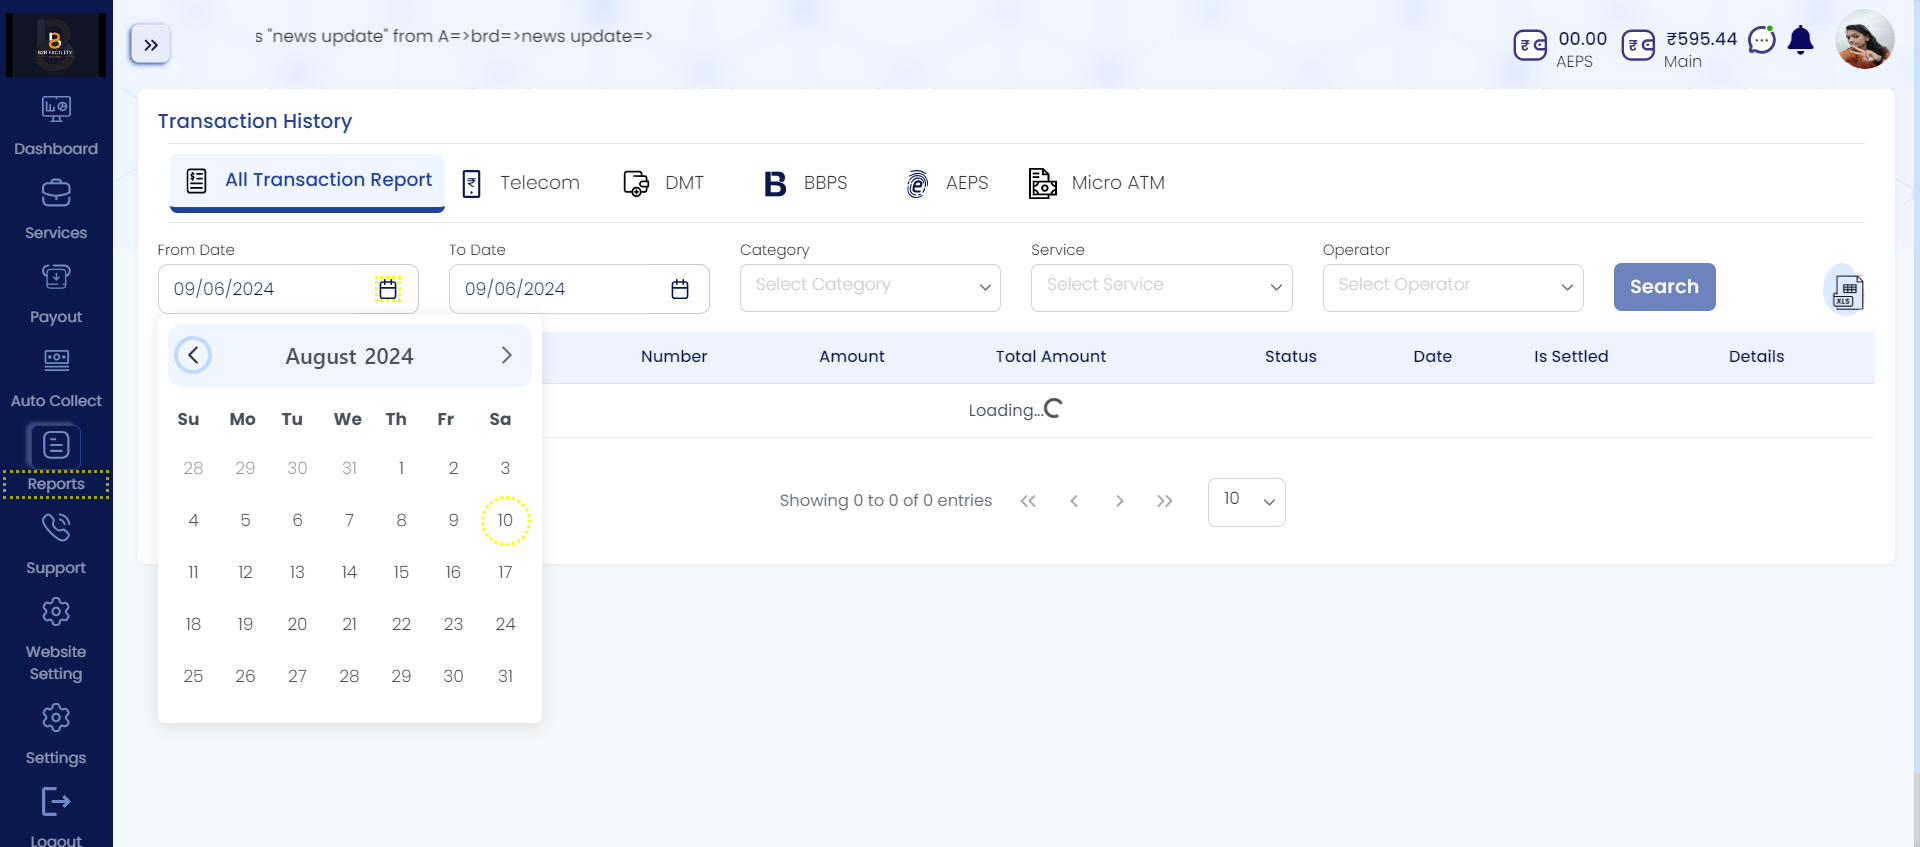 B2B FACILITY
s "news update" from A=>brd=>news update=>
00.00
AEPS
₹595.44
Main
Dashboard
Services
Payout
Auto Collect
Reports
Support
Website
Setting
Settings
Logout
Transaction History
All Transaction Report
Telecom
DMT
BBPS
AEPS
Micro ATM
From Date
To Date
Category
Service
Operator
09/06/2024
09/06/2024
Select Category
Select Service
Select Operator
Search
XLS
August 2024
Su Mo Tu We Th Fr Sa
28 29 30 31 1 2 3
4 5 6 7 8 9 10
11 12 13 14 15 16 17
18 19 20 21 22 23 24
25 26 27 28 29 30 31
Number Amount Total Amount Status Date Is Settled Details
Loading...
Showing 0 to 0 of 0 entries
10